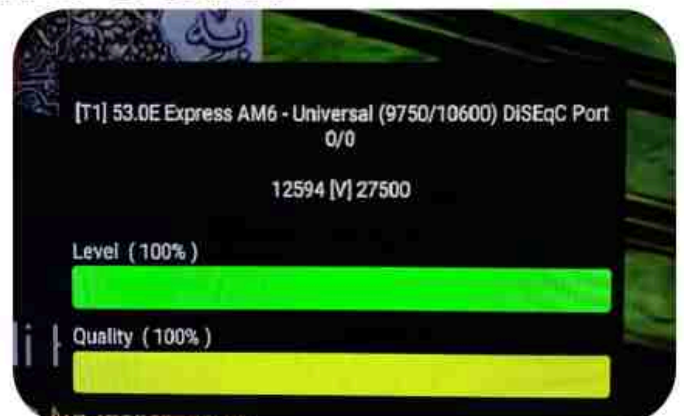 [T1] 53.0E Express AM6 - Universal (9750/10600) DiSEqC Port
0/0
12594 [V] 27500
Level (100%)
Quality (100%)